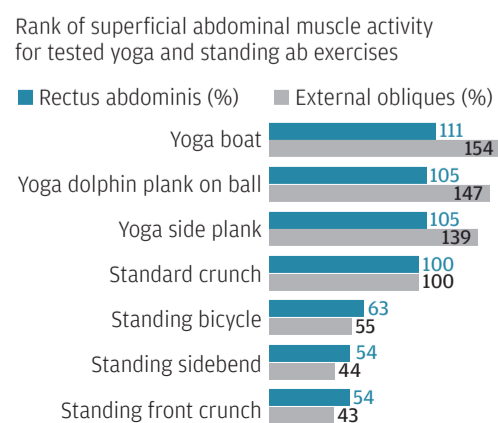 Rank of superficial abdominal muscle activity
for tested yoga and standing ab exercises
Rectus abdominis (%) External obliques (%)
Yoga boat 111
154
Yoga dolphin plank on ball 105
147
Yoga side plank 105
139
Standard crunch 100
100
Standing bicycle 63
55
Standing sidebend 54
44
Standing front crunch 54
43